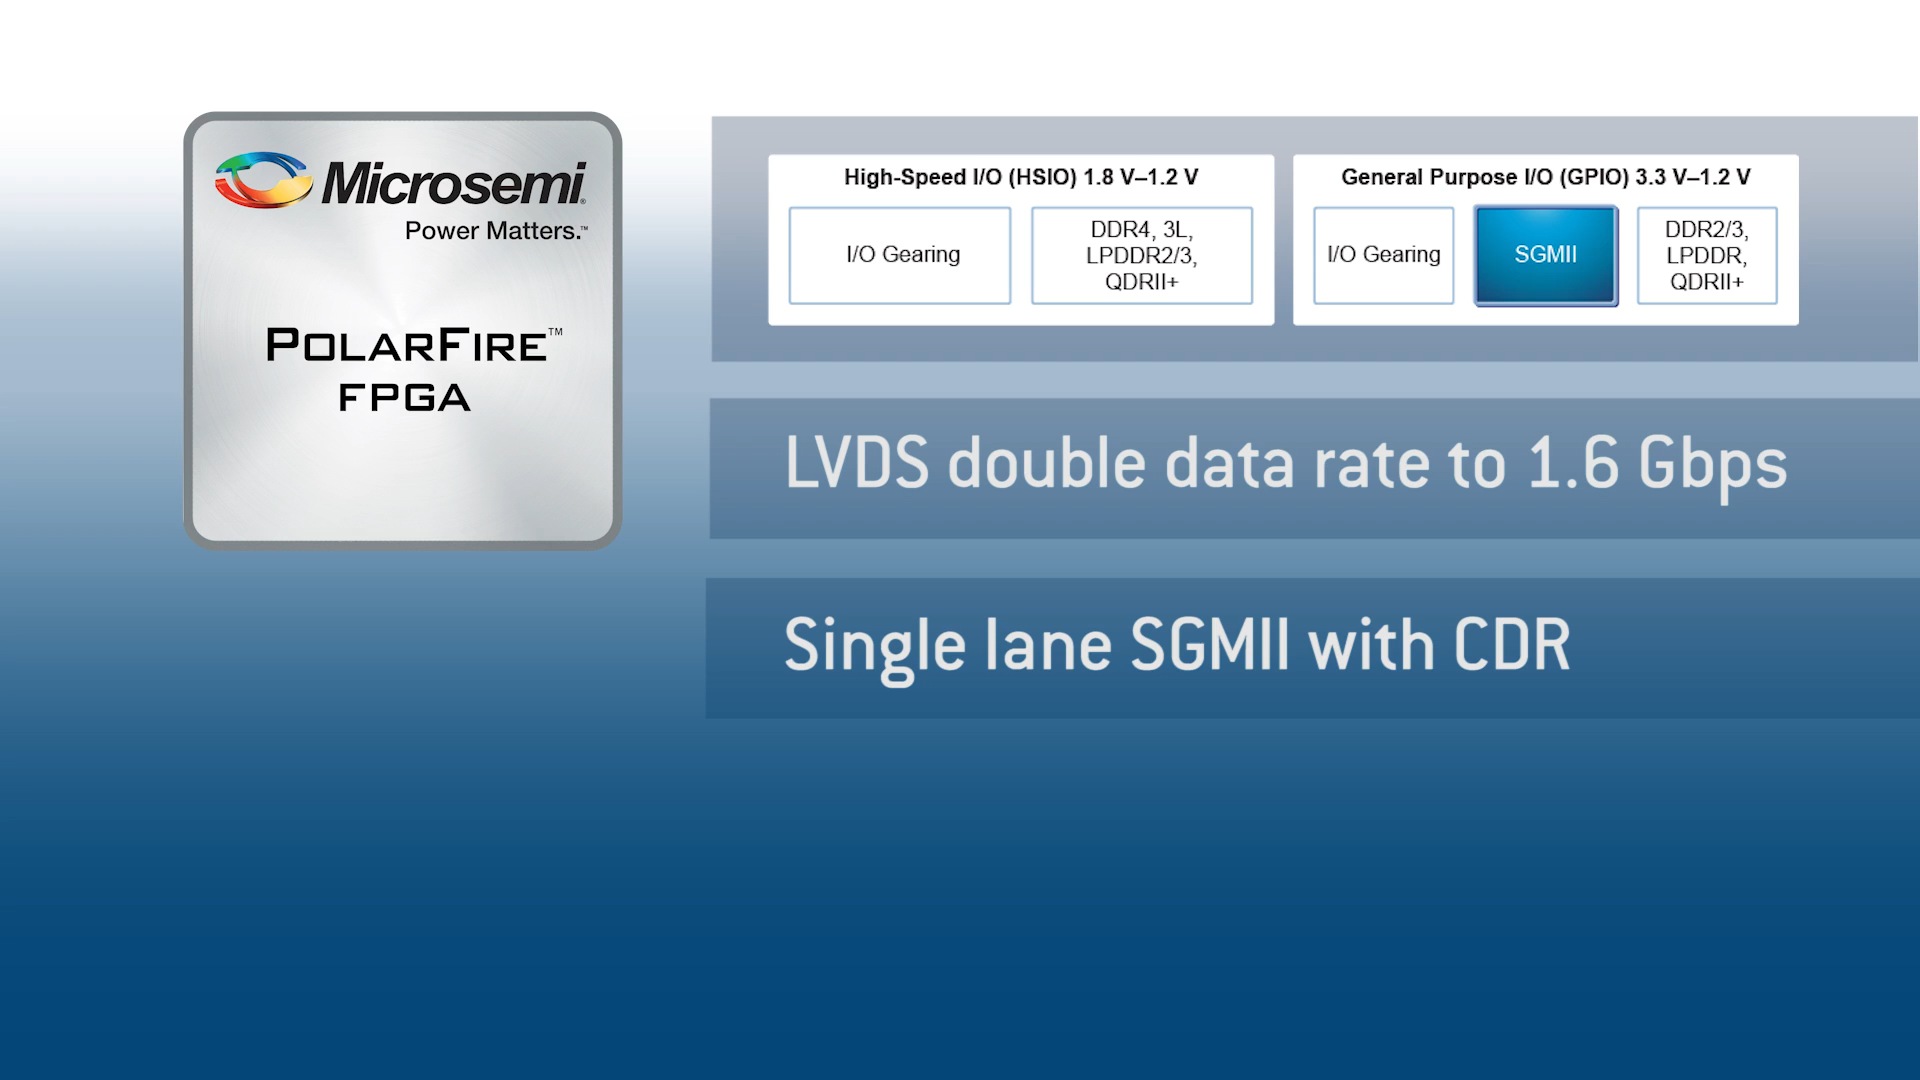 Microsemi®
Power Matters.™
POLARFIRE™
FPGA
High-Speed I/O (HSIO) 1.8 V–1.2 V
I/O Gearing
DDR4, 3L,
LPDDR2/3,
QDRII+
General Purpose I/O (GPIO) 3.3 V–1.2 V
I/O Gearing
SGMII
DDR2/3,
LPDDR,
QDRII+
LVDS double data rate to 1.6 Gbps
Single lane SGMII with CDR